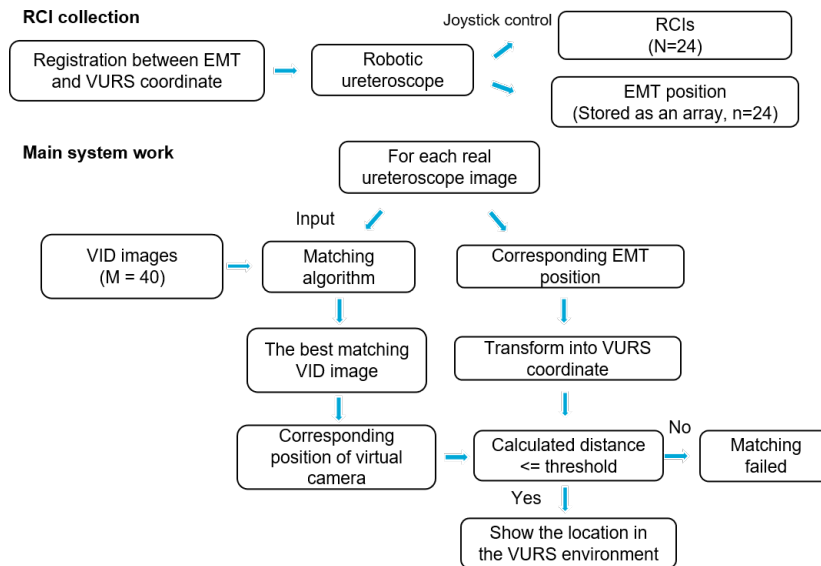 RCI collection
Joystick control
Registration between EMT
and VURS coordinate
Robotic
ureteroscope
RCIs
(N=24)
EMT position
(Stored as an array, n=24)
Main system work
For each real
ureteroscope image
Input
VID images
(M = 40)
Matching
algorithm
Corresponding EMT
position
The best matching
VID image
Transform into VURS
coordinate
Corresponding
position of virtual
camera
Calculated distance
<= threshold
No
Matching
failed
Yes
Show the location in
the VURS environment